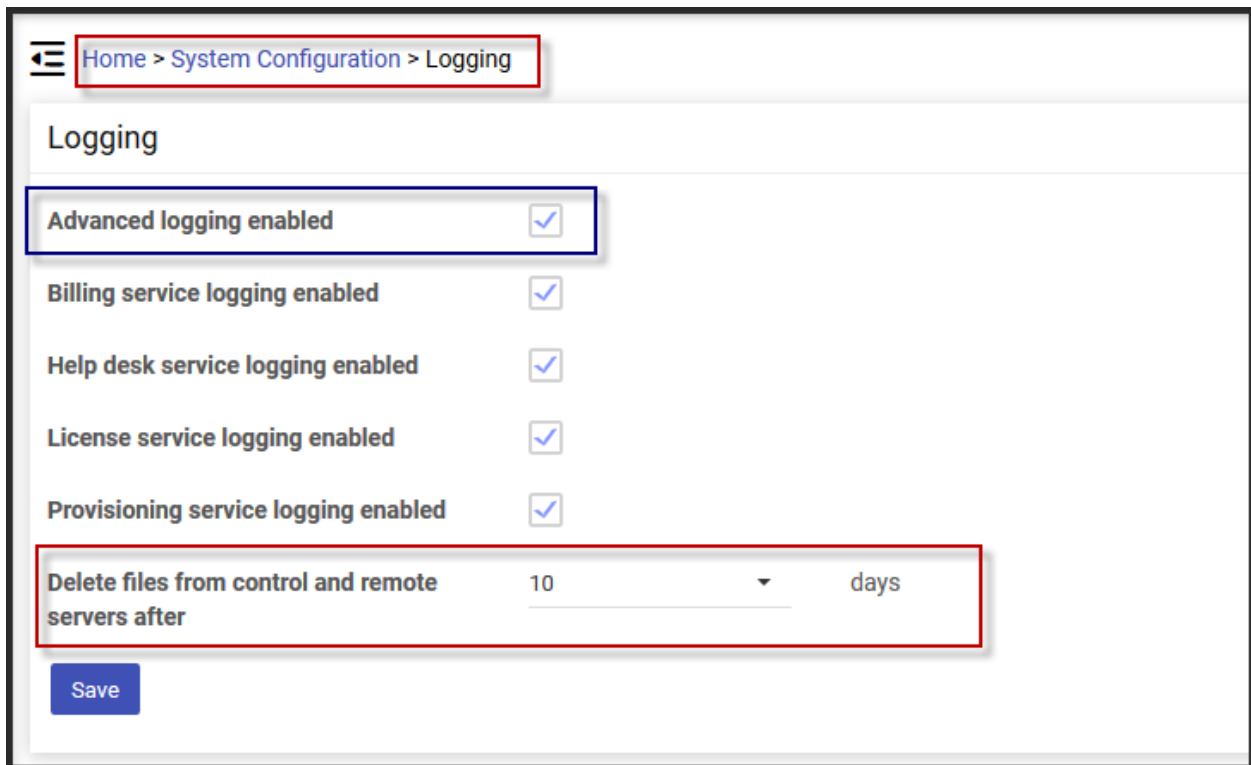 Home > System Configuration > Logging
Logging
Advanced logging enabled
Billing service logging enabled
Help desk service logging enabled
License service logging enabled
Provisioning service logging enabled
Delete files from control and remote 10 days
servers after
Save